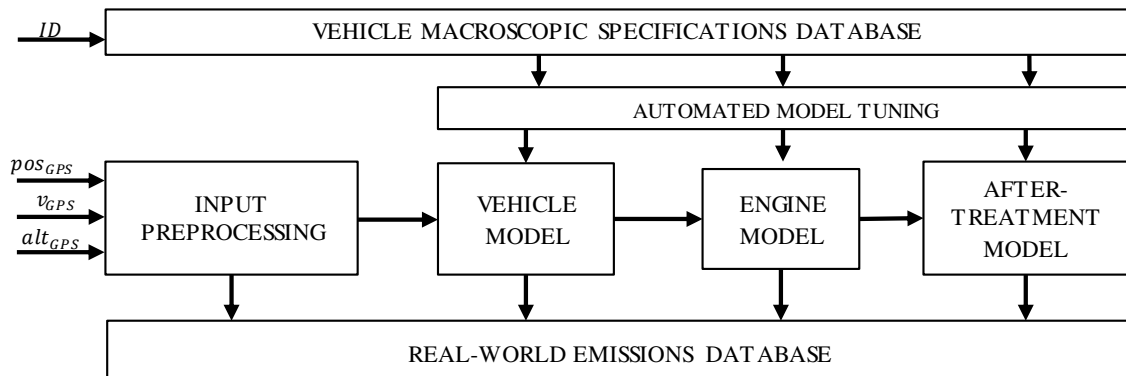 ID
VEHICLE MACROSCOPIC SPECIFICATIONS DATABASE
AUTOMATED MODEL TUNING
pos_GPS
v_GPS
alt_GPS
INPUT
PREPROCESSING
VEHICLE
MODEL
ENGINE
MODEL
AFTER-
TREATMENT
MODEL
REAL-WORLD EMISSIONS DATABASE